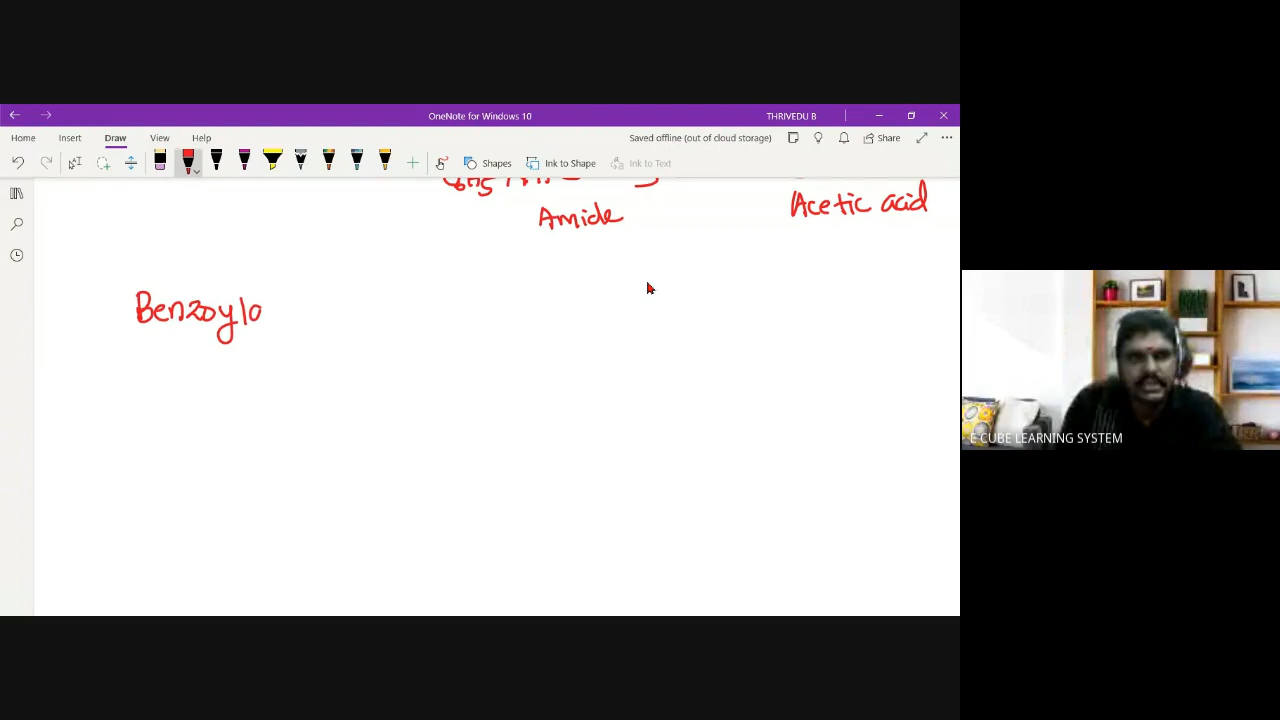 OneNote for Windows 10
THRIVEDU B
Home Insert Draw View Help
Saved offline (out of cloud storage)
Share
Shapes
Ink to Shape
Ink to Text
Amide
Acetic acid
Benzoyla
E CUBE LEARNING SYSTEM